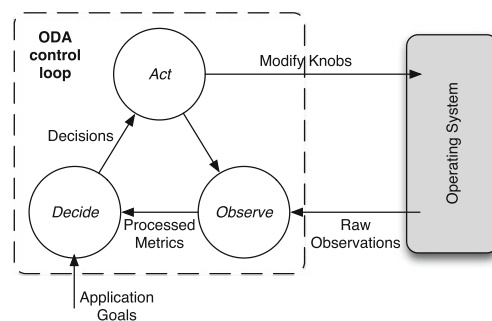 ODA
control
loop
Act
Modify Knobs
Operating System
Decisions
Decide
Processed
Metrics
Observe
Raw
Observations
Application
Goals